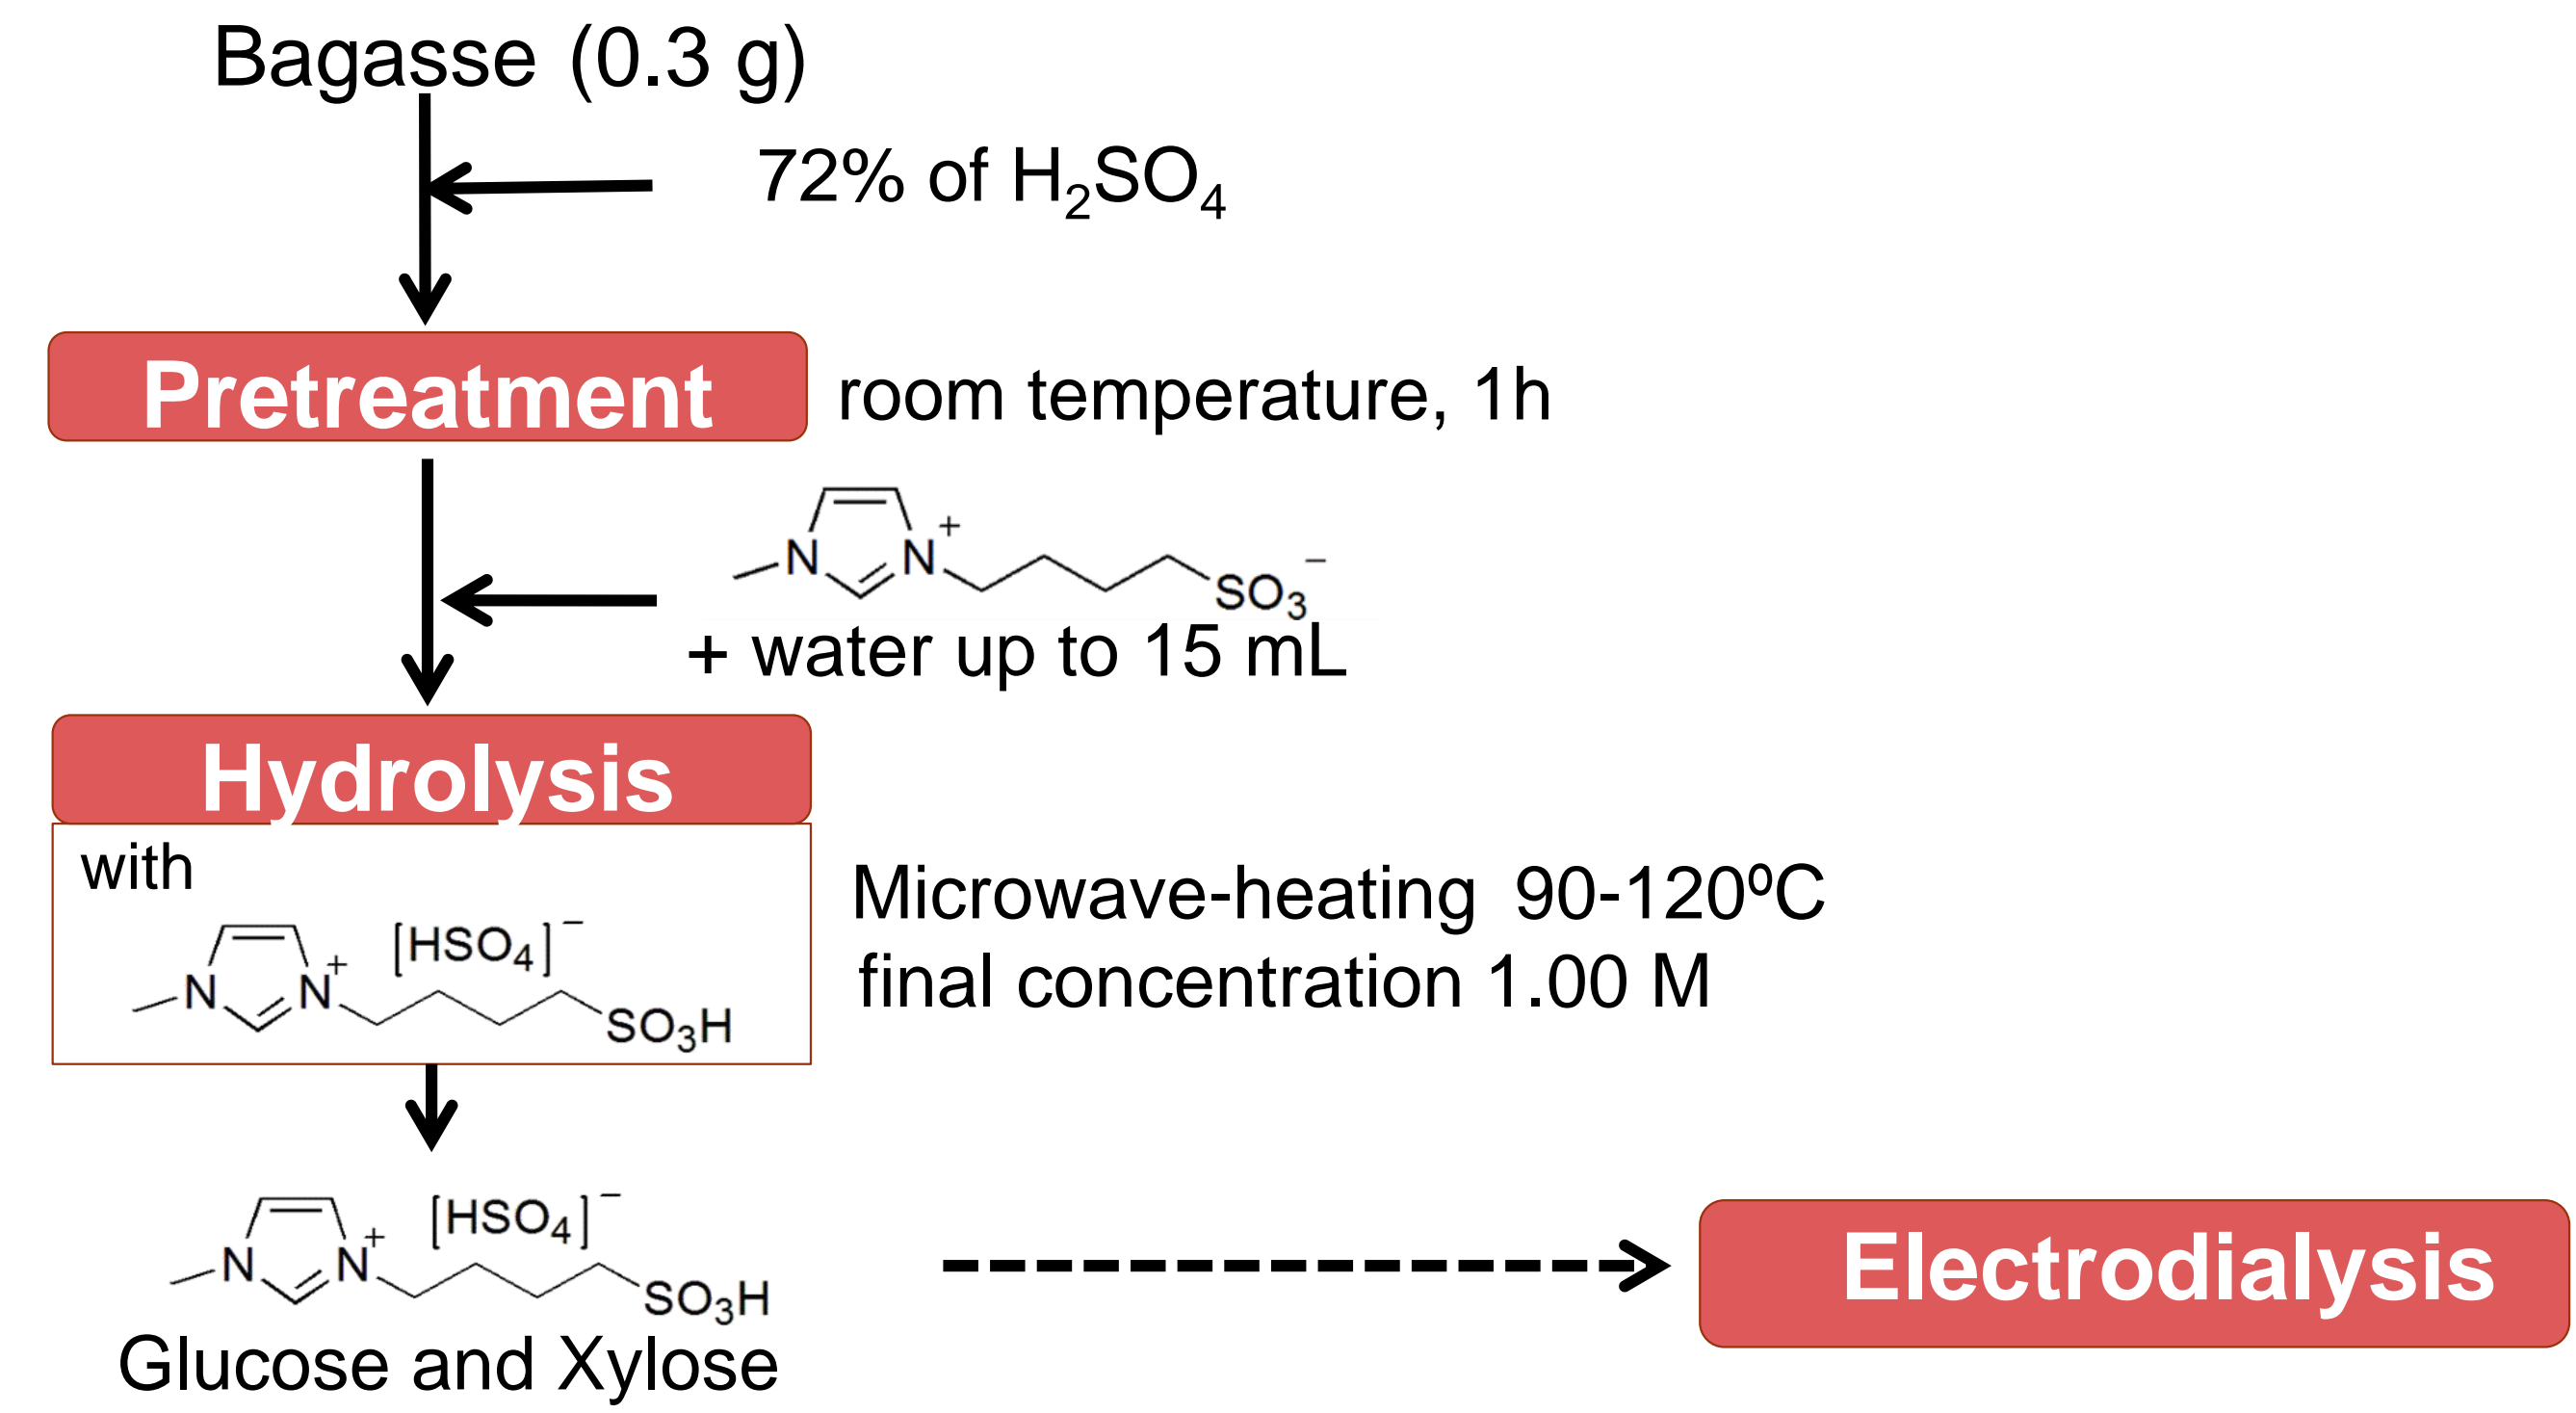 Bagasse (0.3 g)
72% of H₂SO₄
Pretreatment
room temperature, 1h
N N⁺ SO₃⁻
+ water up to 15 mL
Hydrolysis
with
[HSO₄]⁻
N N⁺ SO₃H
Microwave-heating 90-120ºC
final concentration 1.00 M
[HSO₄]⁻
N N⁺ SO₃H
Glucose and Xylose
Electrodialysis